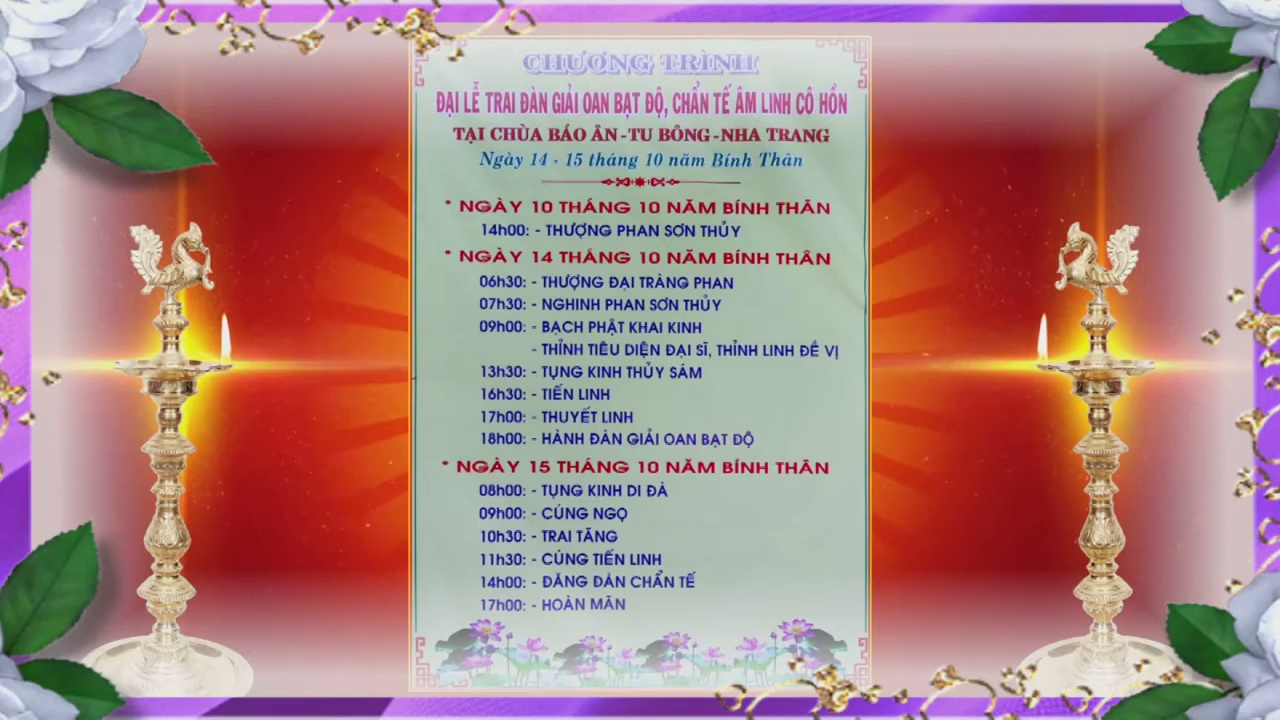 CHƯƠNG TRÌNH
ĐẠI LỄ TRAI ĐÀN GIẢI OAN BẠT ĐỘ, CHẨN TẾ ÂM LINH CÔ HỒN
TẠI CHÙA BÁO ÂN - TU BÔNG - NHA TRANG
Ngày 14 - 15 tháng 10 năm Bính Thân
* NGÀY 10 THÁNG 10 NĂM BÍNH THÂN
14h00: - THƯỢNG PHAN SƠN THỦY
* NGÀY 14 THÁNG 10 NĂM BÍNH THÂN
06h30: - THƯỢNG ĐẠI TRÀNG PHAN
07h30: - NGHINH PHAN SƠN THỦY
09h00: - BẠCH PHẬT KHAI KINH
- THỈNH TIÊU DIỆN ĐẠI SĨ, THỈNH LINH ĐỀ VỊ
13h30: - TỤNG KINH THỦY SÁM
16h30: - TIẾN LINH
17h00: - THUYẾT LINH
18h00: - HÀNH ĐÀN GIẢI OAN BẠT ĐỘ
* NGÀY 15 THÁNG 10 NĂM BÍNH THÂN
08h00: - TỤNG KINH DI ĐÀ
09h00: - CÚNG NGỌ
10h30: - TRAI TĂNG
11h30: - CÚNG TIẾN LINH
14h00: - ĐĂNG ĐÀN CHẨN TẾ
17h00: - HOÀN MÃN